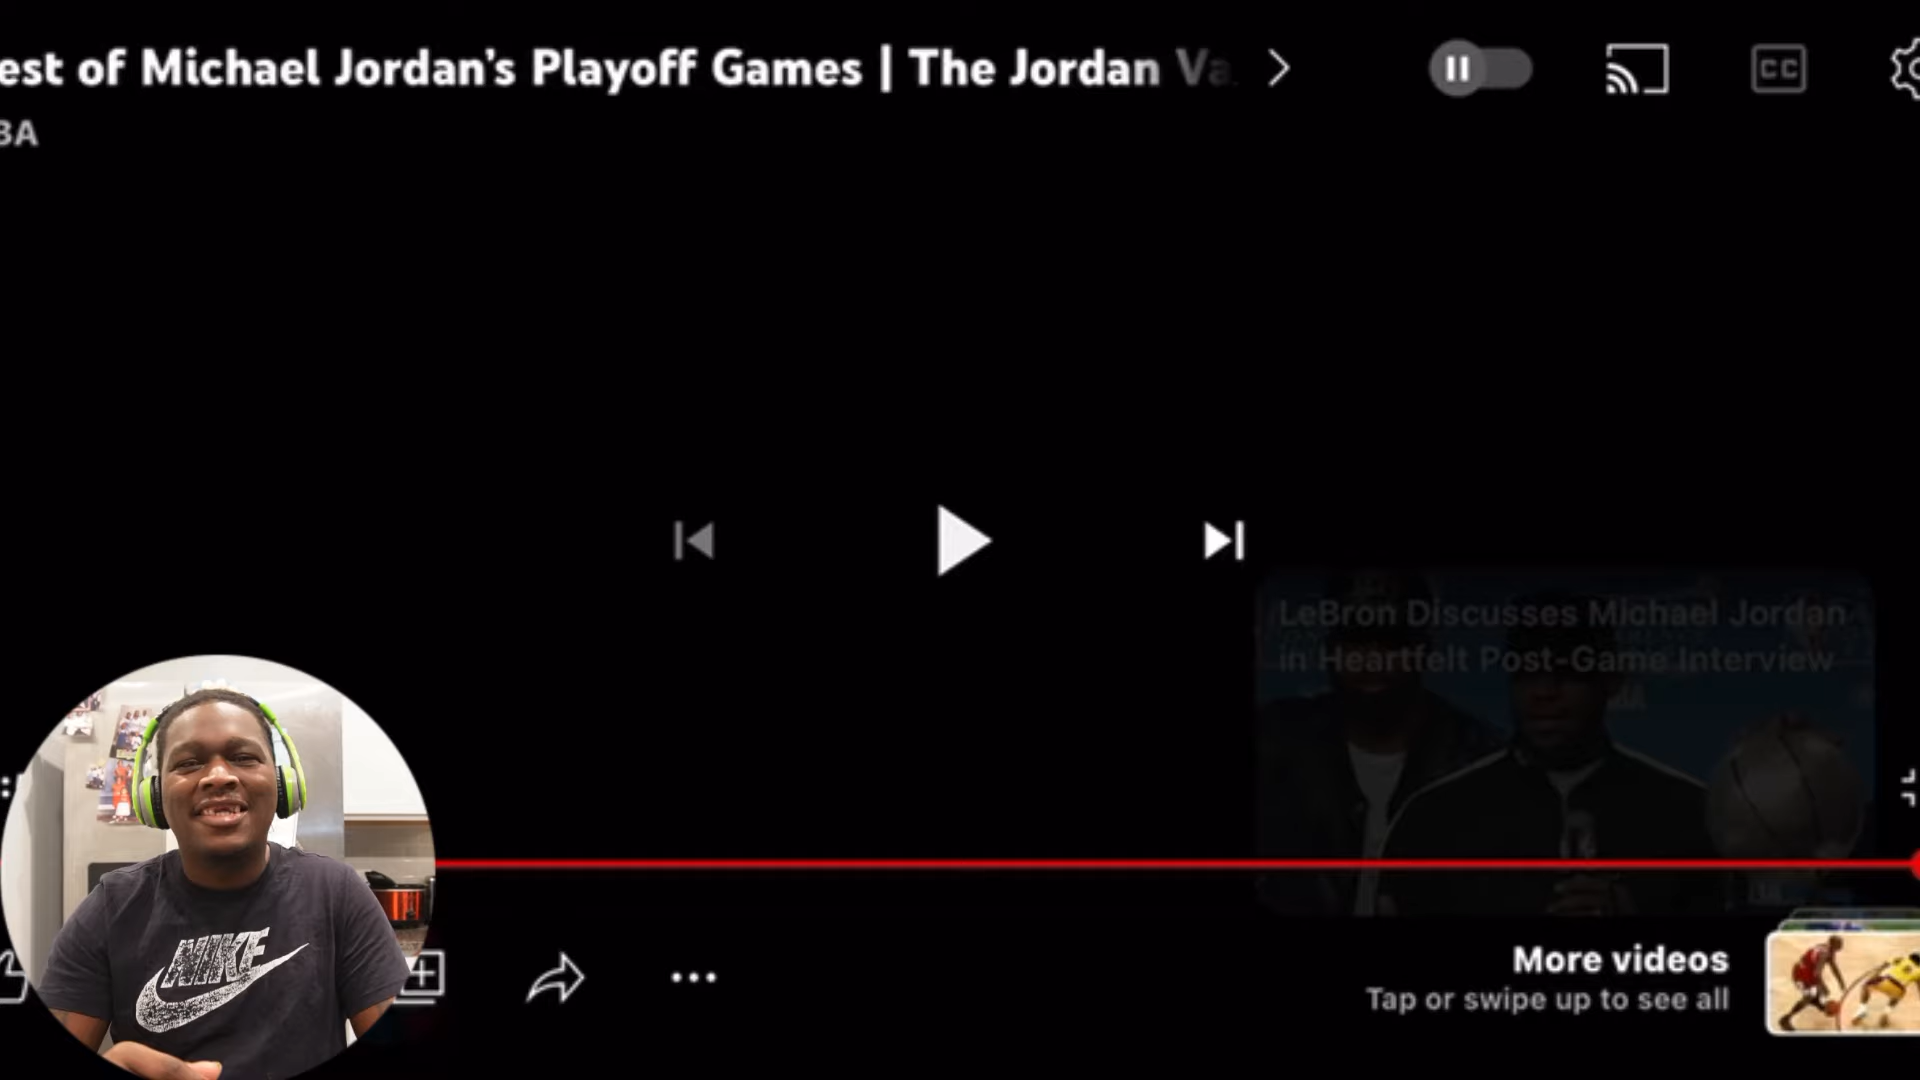 est of Michael Jordan's Playoff Games | The Jordan Va
BA
CC
LeBron Discusses Michael Jordan
in Heartfelt Post-Game Interview
NIKE
More videos
Tap or swipe up to see all